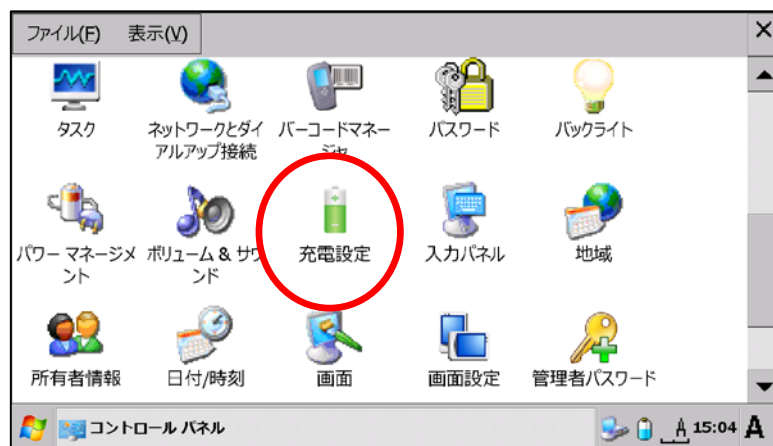 ファイル(F) 表示(V)
タスク
ネットワークとダイ
アルアップ接続
バーコードマネー
ジャ
パスワード
バックライト
パワー マネージメ
ント
ボリューム & サウ
ンド
充電設定
入力パネル
地域
所有者情報
日付/時刻
画面
画面設定
管理者パスワード
コントロール パネル
A 15:04 A